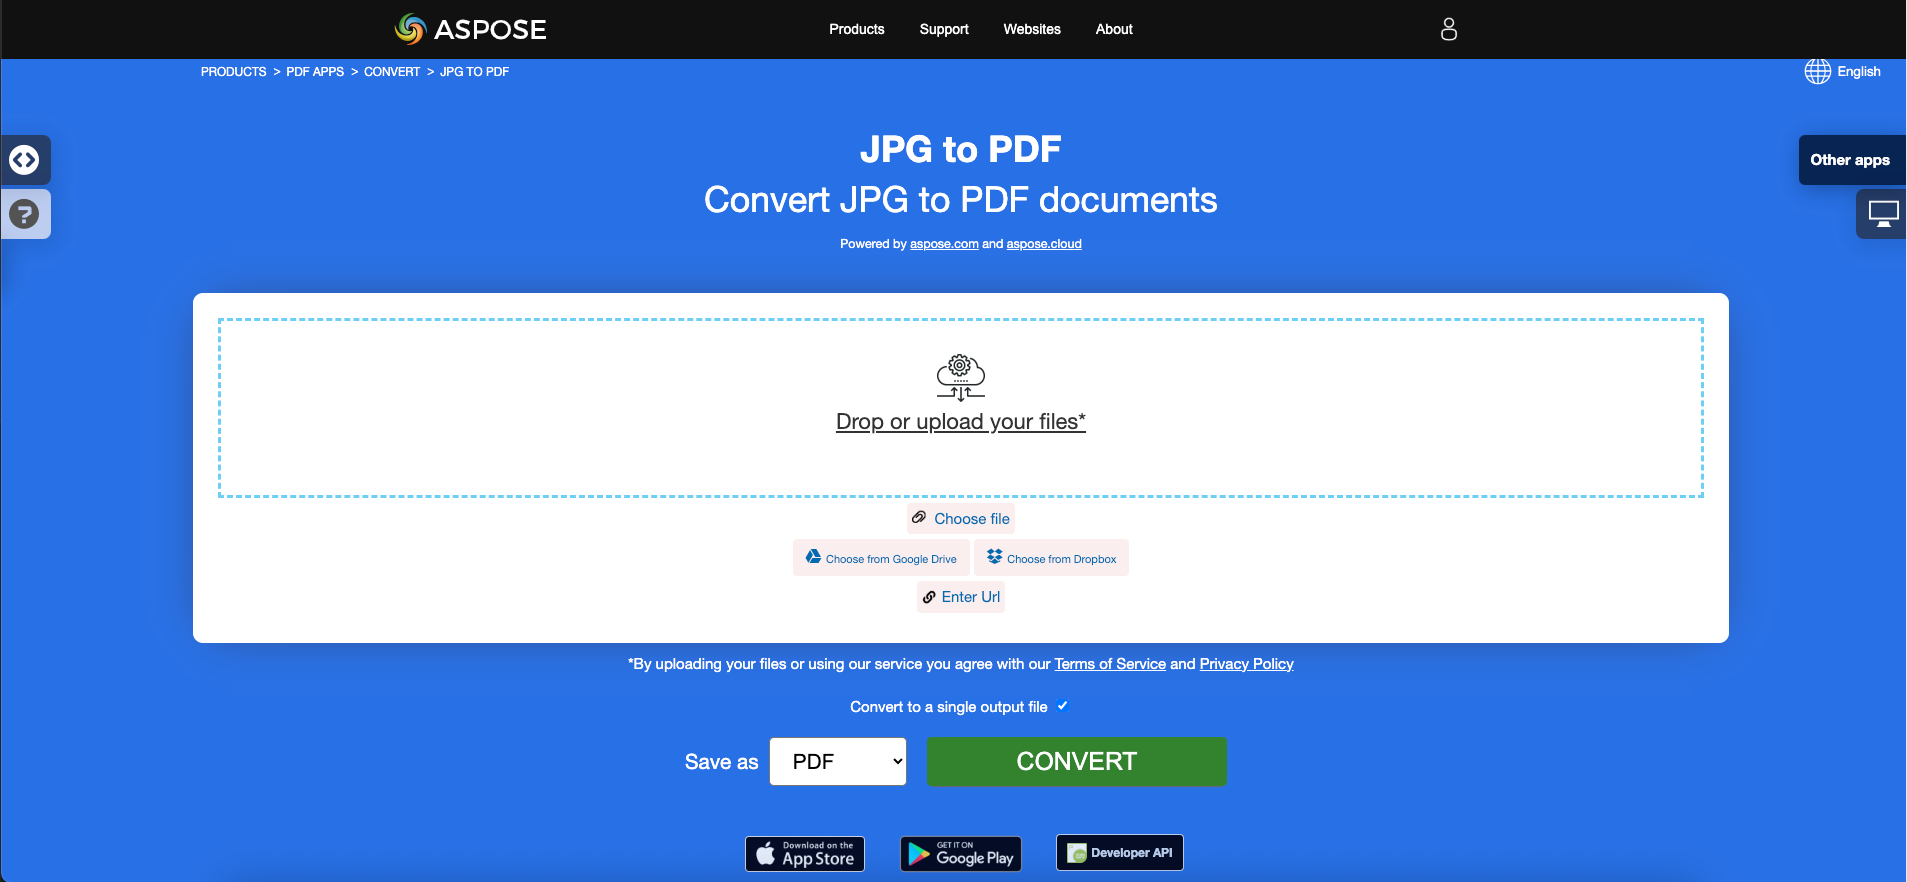 ASPOSE
Products Support Websites About
PRODUCTS > PDF APPS > CONVERT > JPG TO PDF
English
Other apps
?
JPG to PDF
Convert JPG to PDF documents
Powered by aspose.com and aspose.cloud
Drop or upload your files*
Choose file
Choose from Google Drive Choose from Dropbox
Enter Url
*By uploading your files or using our service you agree with our Terms of Service and Privacy Policy
Convert to a single output file
Save as PDF CONVERT
Download on the
App Store
GET IT ON
Google Play
Developer API